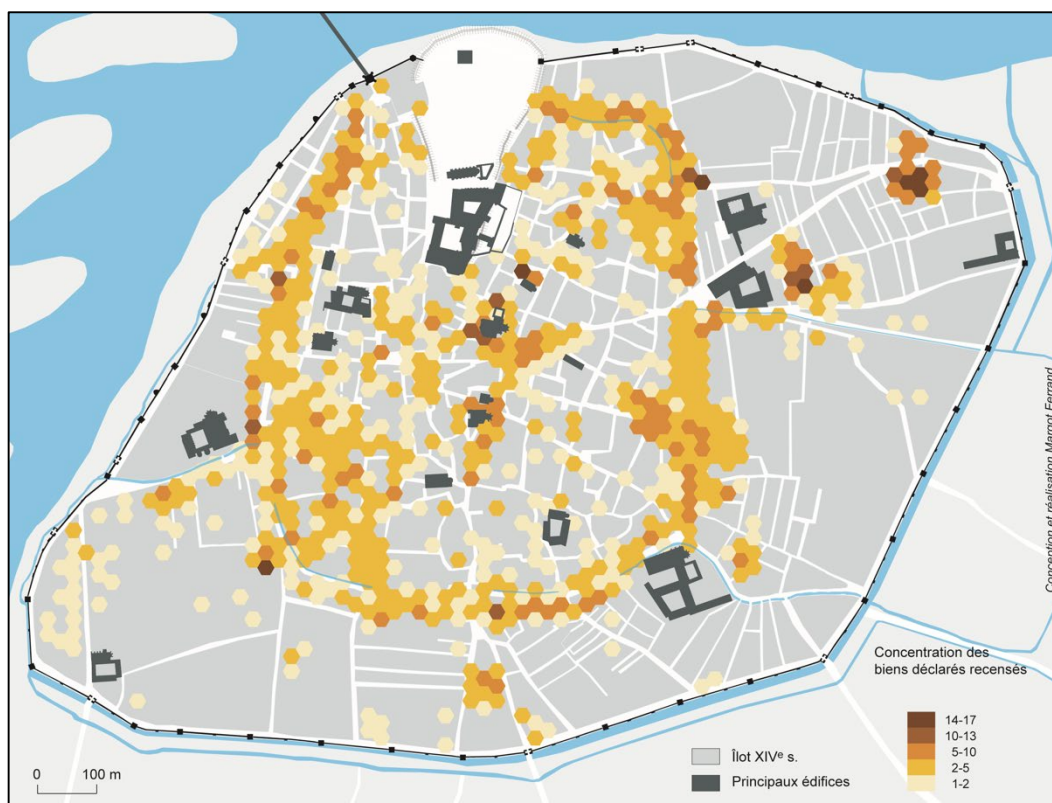 Conception et réalisation Margot Ferrand
Concentration des
biens déclarés recensés
14-17
10-13
5-10
2-5
1-2
0 100 m
Îlot XIVe s.
Principaux édifices